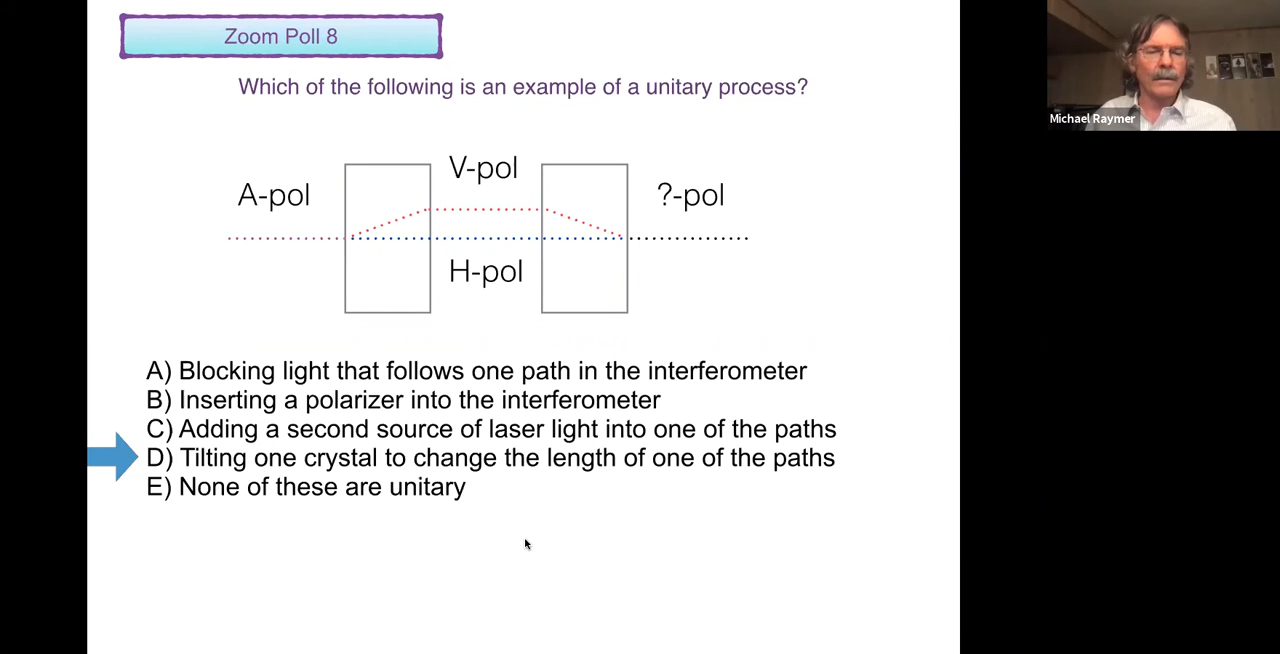 Zoom Poll 8
Which of the following is an example of a unitary process?
Michael Raymer
A-pol
V-pol
?-pol
H-pol
A) Blocking light that follows one path in the interferometer
B) Inserting a polarizer into the interferometer
C) Adding a second source of laser light into one of the paths
D) Tilting one crystal to change the length of one of the paths
E) None of these are unitary